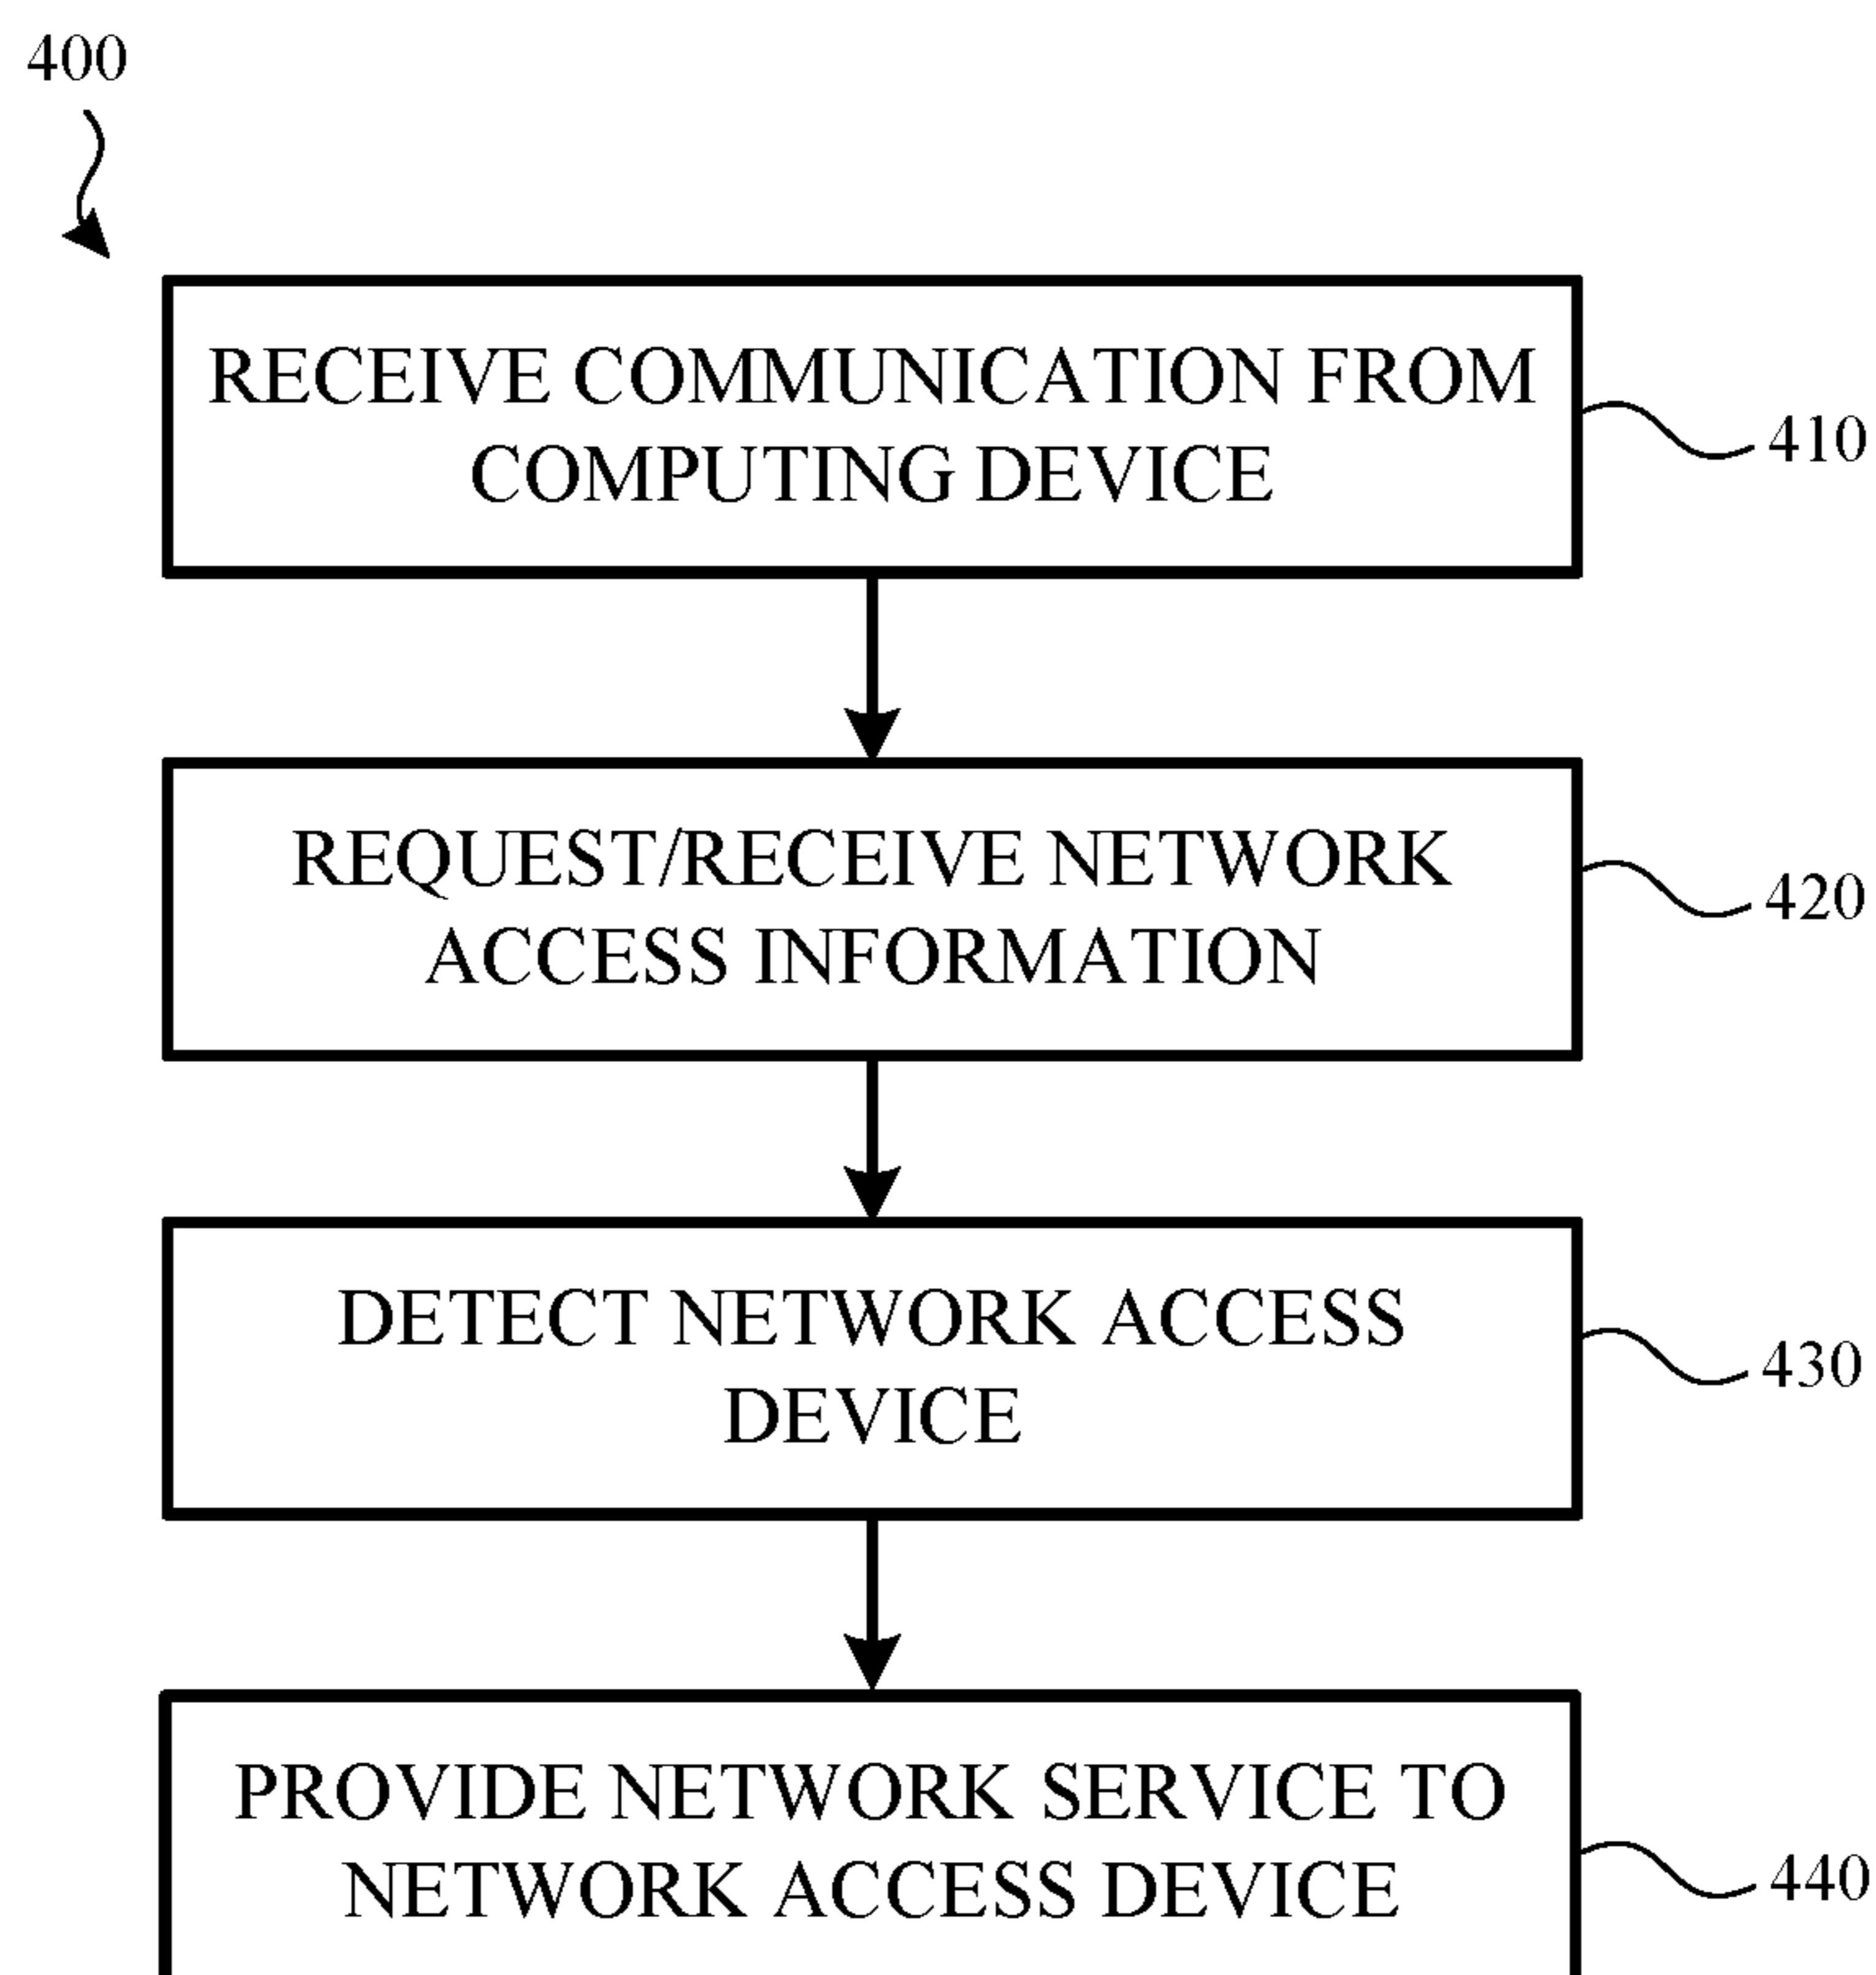 400
RECEIVE COMMUNICATION FROM
COMPUTING DEVICE
410
REQUEST/RECEIVE NETWORK
ACCESS INFORMATION
420
DETECT NETWORK ACCESS
DEVICE
430
PROVIDE NETWORK SERVICE TO
NETWORK ACCESS DEVICE
440